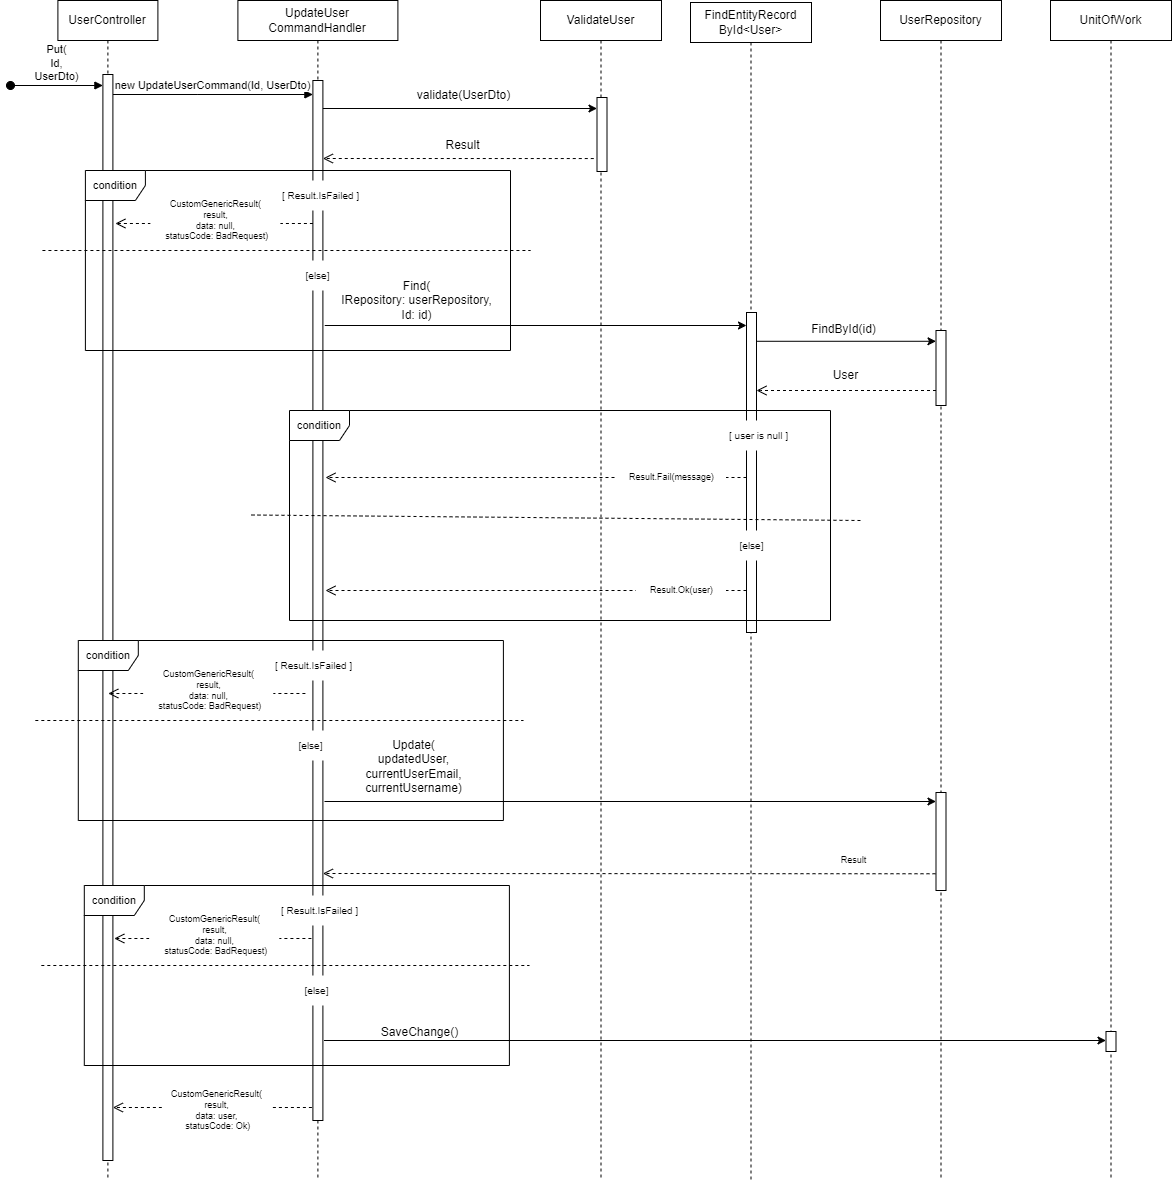 UserController
UpdateUser
CommandHandler
ValidateUser
FindEntityRecord
ById<User>
UserRepository
UnitOfWork
Put(
Id,
UserDto)
new UpdateUserCommand(Id, UserDto)
validate(UserDto)
Result
condition
[ Result.IsFailed ]
CustomGenericResult(
result,
data: null,
statusCode: BadRequest)
[else]
Find(
IRepository: userRepository,
Id: id)
FindById(id)
User
condition
[ user is null ]
Result.Fail(message)
[else]
Result.Ok(user)
condition
[ Result.IsFailed ]
CustomGenericResult(
result,
data: null,
statusCode: BadRequest)
[else]
Update(
updatedUser,
currentUserEmail,
currentUsername)
Result
condition
[ Result.IsFailed ]
CustomGenericResult(
result,
data: null,
statusCode: BadRequest)
[else]
SaveChange()
CustomGenericResult(
result,
data: user,
statusCode: Ok)